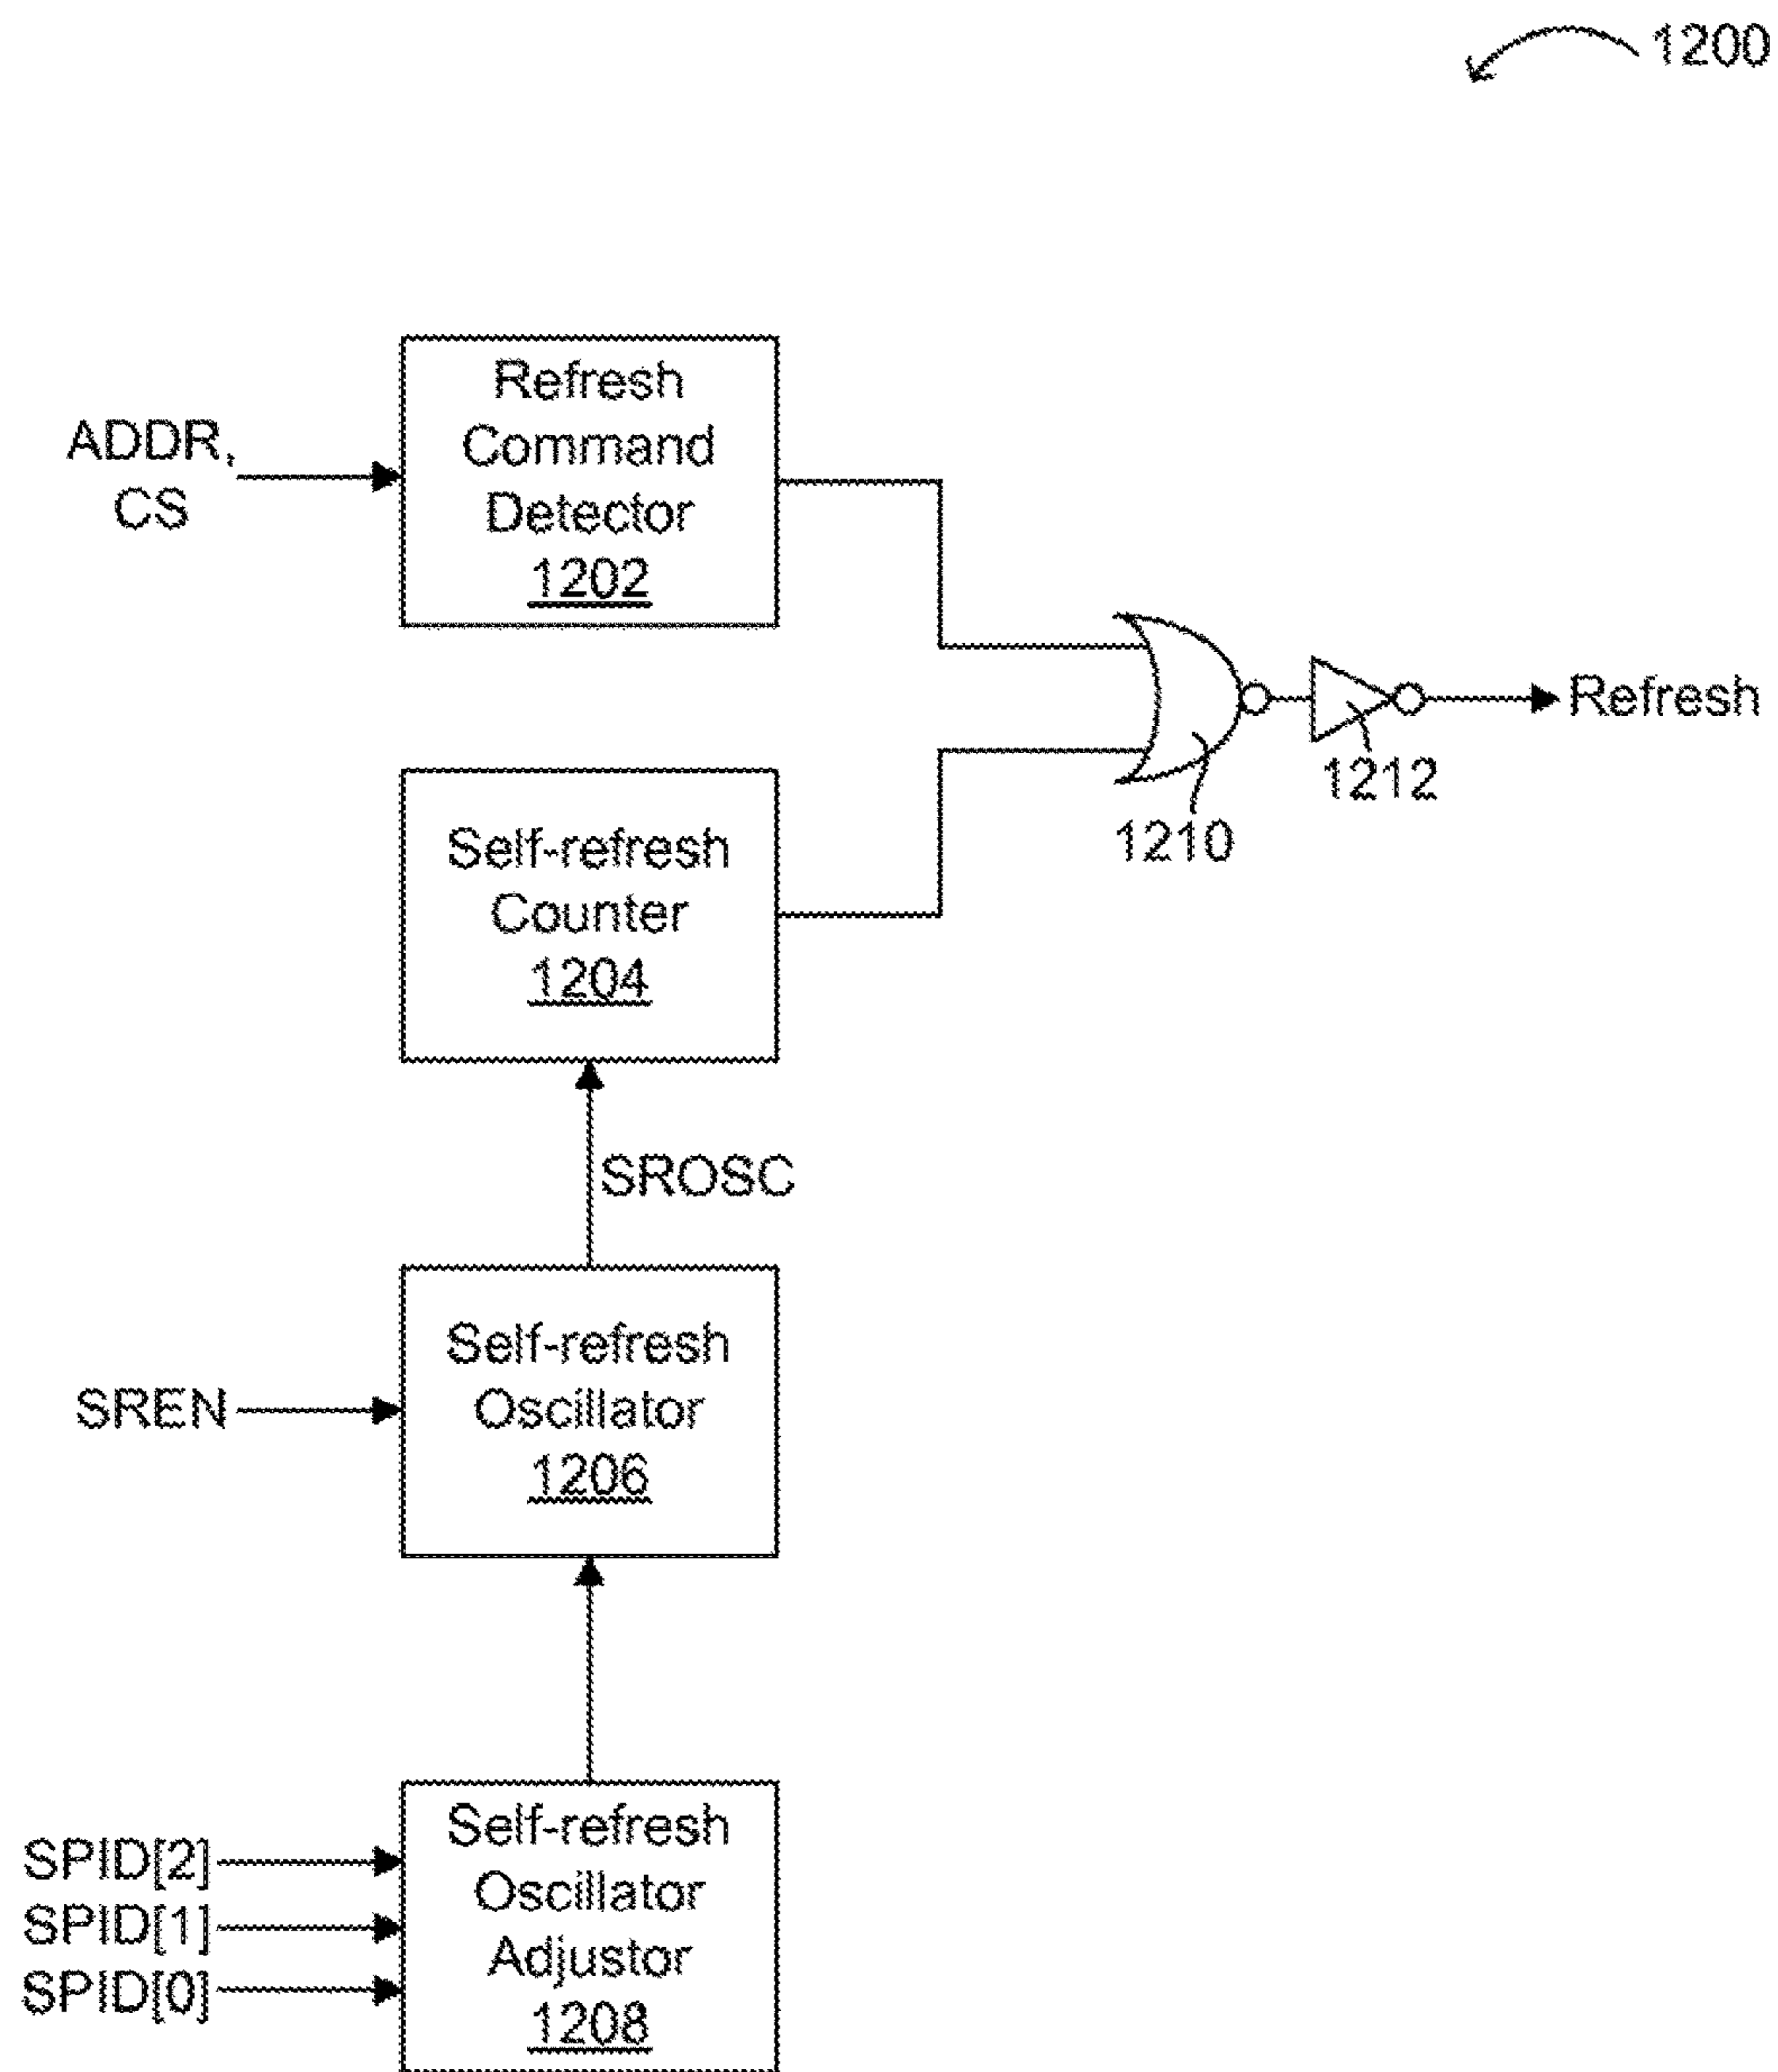 1200
ADDR,
CS
Refresh
Command
Detector
1202
Refresh
1212
1210
Self-refresh
Counter
1204
SROSC
SREN
Self-refresh
Oscillator
1206
SPID[2]
SPID[1]
SPID[0]
Self-refresh
Oscillator
Adjustor
1208